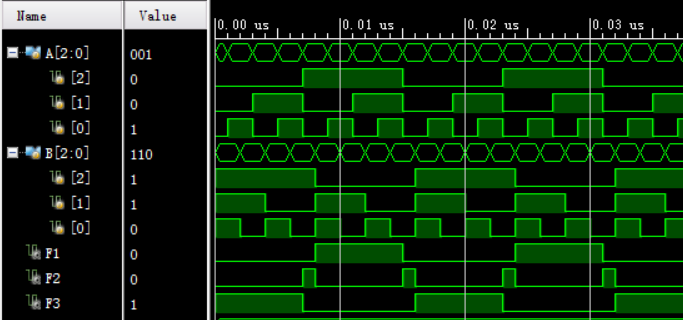 Name Value 0.00 us 0.01 us 0.02 us 0.03 us
A[2:0] 001
[2] 0
[1] 0
[0] 1
B[2:0] 110
[2] 1
[1] 1
[0] 0
F1 0
F2 0
F3 1